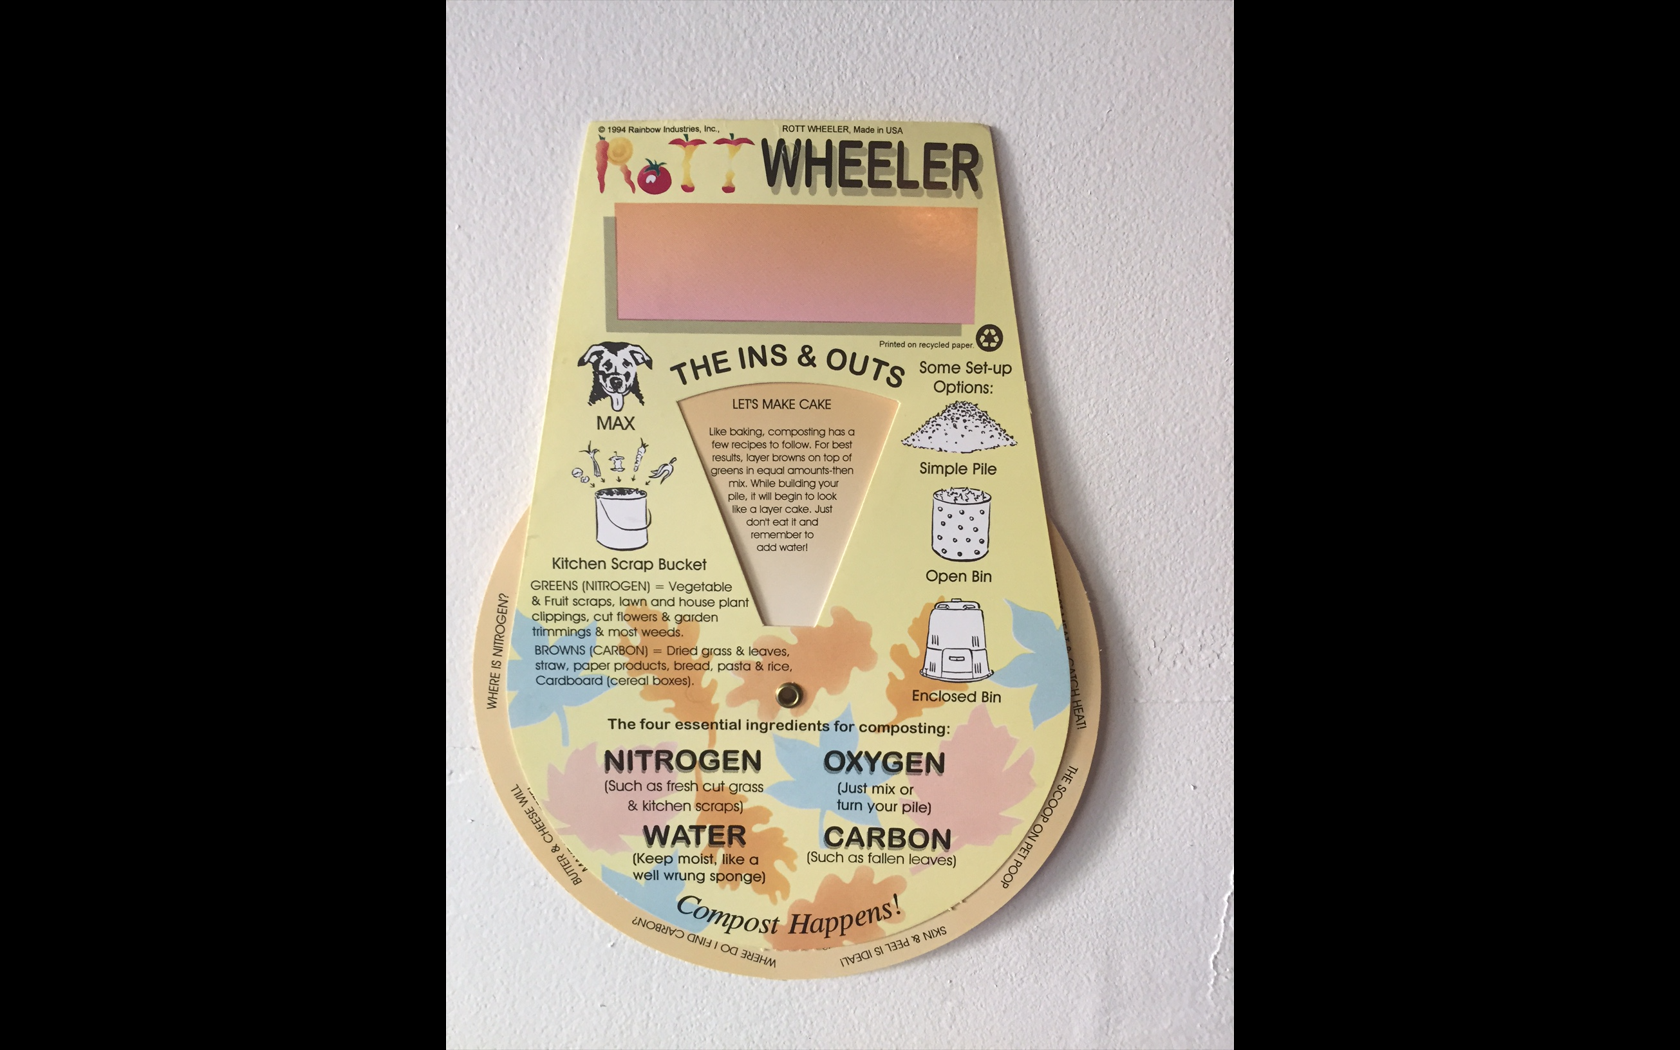 © 1994 Rainbow Industries, Inc.,
ROTT WHEELER, Made in USA
ROTT WHEELER
Printed on recycled paper.
THE INS & OUTS
MAX
Kitchen Scrap Bucket
GREENS (NITROGEN) = Vegetable
& Fruit scraps, lawn and house plant
clippings, cut flowers & garden
trimmings & most weeds.
BROWNS (CARBON) = Dried grass & leaves,
straw, paper products, bread, pasta & rice,
Cardboard (cereal boxes).
LET'S MAKE CAKE
Like baking, composting has a
few recipes to follow. For best
results, layer browns on top of
greens in equal amounts-then
mix. While building your
pile, it will begin to look
like a layer cake. Just
don't eat it and
remember to
add water!
Some Set-up
Options:
Simple Pile
Open Bin
Enclosed Bin
The four essential ingredients for composting:
NITROGEN
(Such as fresh cut grass
& kitchen scraps)
OXYGEN
(Just mix or
turn your pile)
WATER
(Keep moist, like a
well wrung sponge)
CARBON
(Such as fallen leaves)
Compost Happens!
WHERE IS NITROGEN?
BUTTER & CHEESE WILL
WHERE DO I FIND CARBON?
SKIN & PEEL IS IDEAL!
THE SCOOP ON PET POOP
CATCH HEAT!